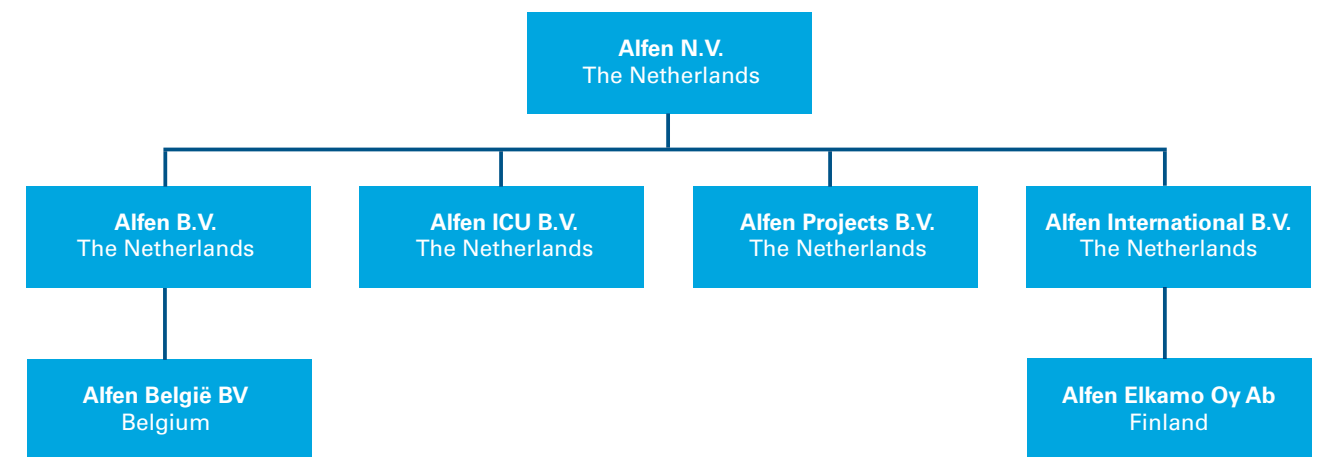 Alfen N.V.
The Netherlands
Alfen B.V.
The Netherlands
Alfen ICU B.V.
The Netherlands
Alfen Projects B.V.
The Netherlands
Alfen International B.V.
The Netherlands
Alfen België BV
Belgium
Alfen Elkamo Oy Ab
Finland